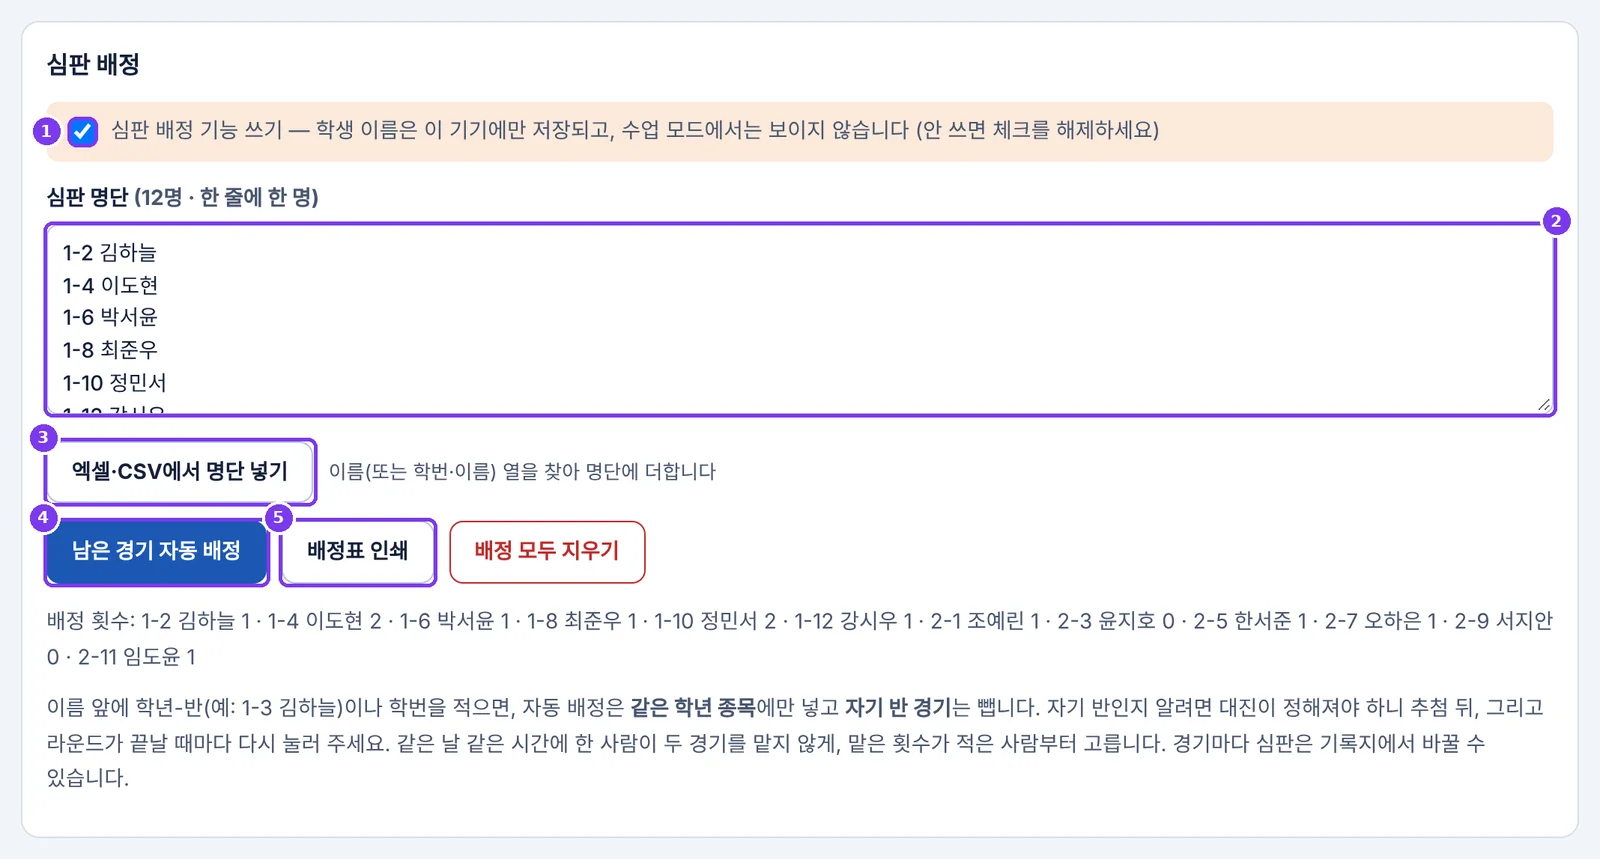 심판 배정
1 심판 배정 기능 쓰기 — 학생 이름은 이 기기에만 저장되고, 수업 모드에서는 보이지 않습니다 (안 쓰면 체크를 해제하세요)
심판 명단 (12명 · 한 줄에 한 명)
2
1-2 김하늘
1-4 이도현
1-6 박서윤
1-8 최준우
1-10 정민서
3
엑셀·CSV에서 명단 넣기 이름(또는 학번·이름) 열을 찾아 명단에 더합니다
4 5
남은 경기 자동 배정 배정표 인쇄 배정 모두 지우기
배정 횟수: 1-2 김하늘 1 · 1-4 이도현 2 · 1-6 박서윤 1 · 1-8 최준우 1 · 1-10 정민서 2 · 1-12 강시우 1 · 2-1 조예린 1 · 2-3 윤지호 0 · 2-5 한서준 1 · 2-7 오하은 1 · 2-9 서지안
0 · 2-11 임도윤 1
이름 앞에 학년-반(예: 1-3 김하늘)이나 학번을 적으면, 자동 배정은 같은 학년 종목에만 넣고 자기 반 경기는 뺍니다. 자기 반인지 알려면 대진이 정해져야 하니 추첨 뒤, 그리고
라운드가 끝날 때마다 다시 눌러 주세요. 같은 날 같은 시간에 한 사람이 두 경기를 맡지 않게, 맡은 횟수가 적은 사람부터 고릅니다. 경기마다 심판은 기록지에서 바꿀 수
있습니다.